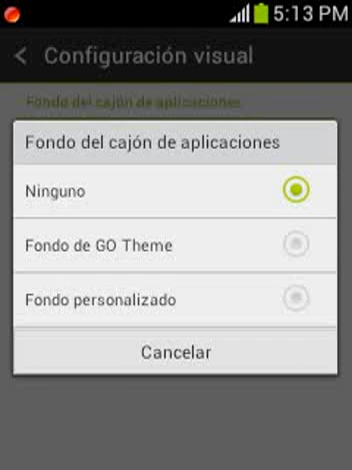 5:13 PM
Configuración visual
Fondo del cajón de aplicaciones
Fondo del cajón de aplicaciones
Ninguno
Fondo de GO Theme
Fondo personalizado
Cancelar